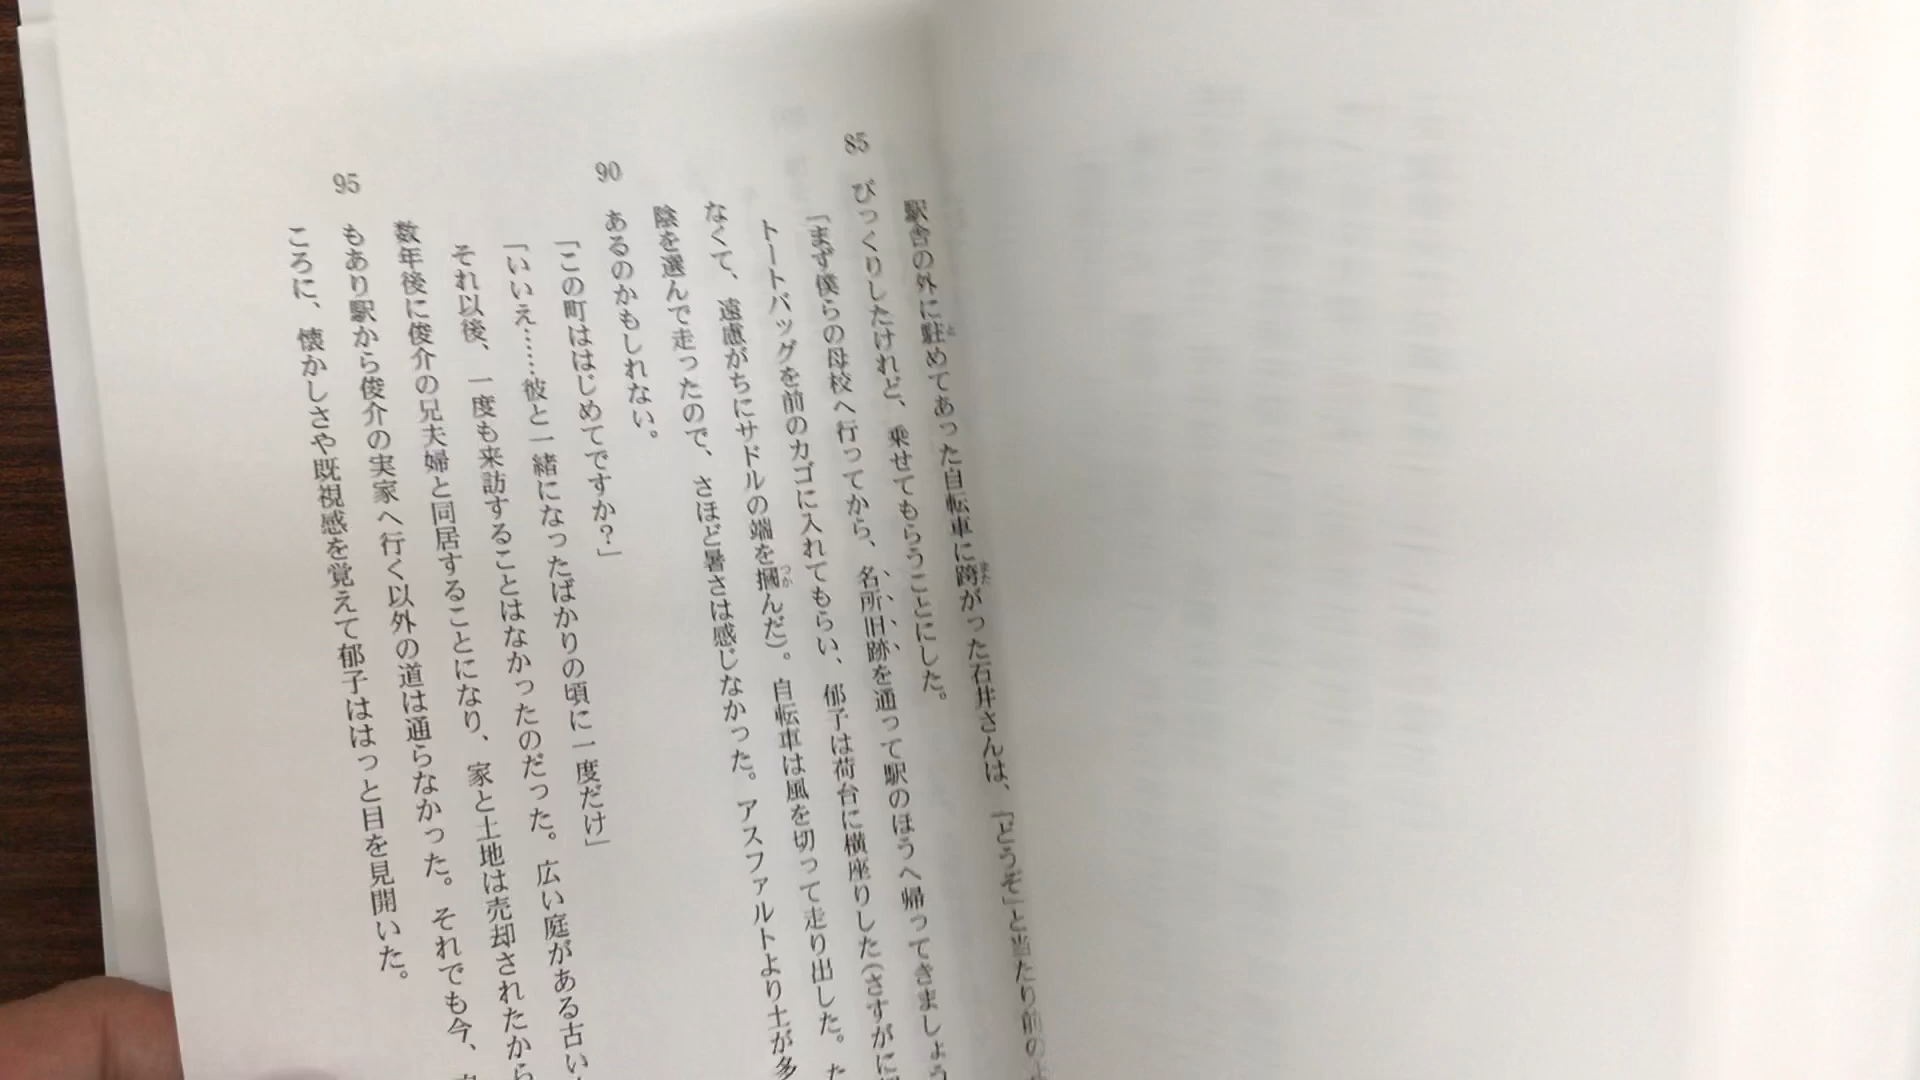 駅舎の外に駐めてあった自転車に跨がった石井さんは、「どうぞ」と当たり前の
85 びっくりしたけれど、乗せてもらうことにした。
「まず僕らの母校へ行ってから、名所旧跡を通って駅のほうへ帰ってきましょう
トートバッグを前のカゴに入れてもらい、郁子は荷台に横座りした（さすがに
なくて、遠慮がちにサドルの端を摑んだ）。自転車は風を切って走り出した。た
陰を選んで走ったので、さほど暑さは感じなかった。アスファルトより土が多
90 あるのかもしれない。
「この町ははじめてですか？」
「いいえ……彼と一緒になったばかりの頃に一度だけ」
それ以後、一度も来訪することはなかったのだった。広い庭がある古い
数年後に俊介の兄夫婦と同居することになり、家と土地は売却されたから
95 もあり駅から俊介の実家へ行く以外の道は通らなかった。それでも今、
ころに、懐かしさや既視感を覚えて郁子ははっと目を見開いた。